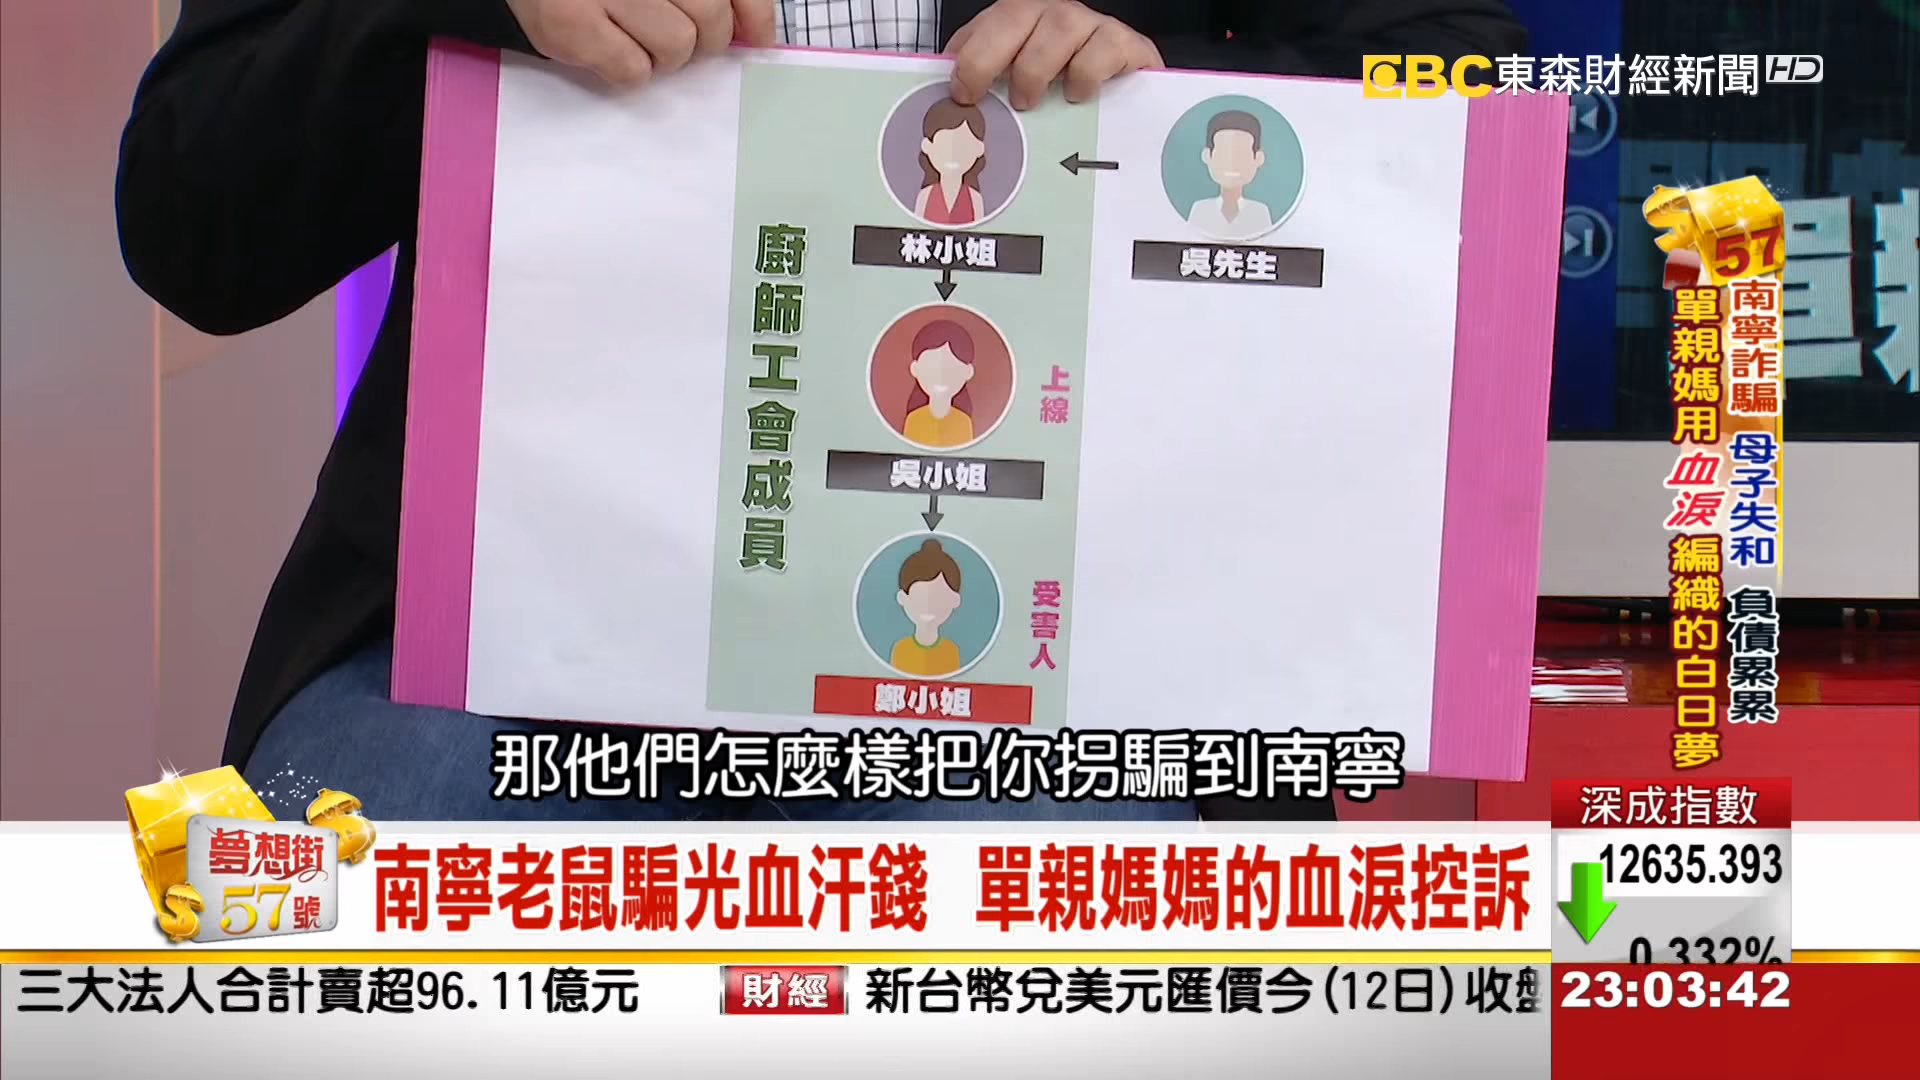 EBC東森財經新聞HD
林小姐
吳先生
廚師工會成員
上線
吳小姐
受害人
鄭小姐
57
南寧詐騙 母子失和 負債累累
單親媽用血淚編織的白日夢
那他們怎麼樣把你拐騙到南寧
夢想街57號
南寧老鼠騙光血汗錢 單親媽媽的血淚控訴
深成指數
12635.393
0.332%
三大法人合計賣超96.11億元
財經
新台幣兌美元匯價今(12日)收盤
23:03:42